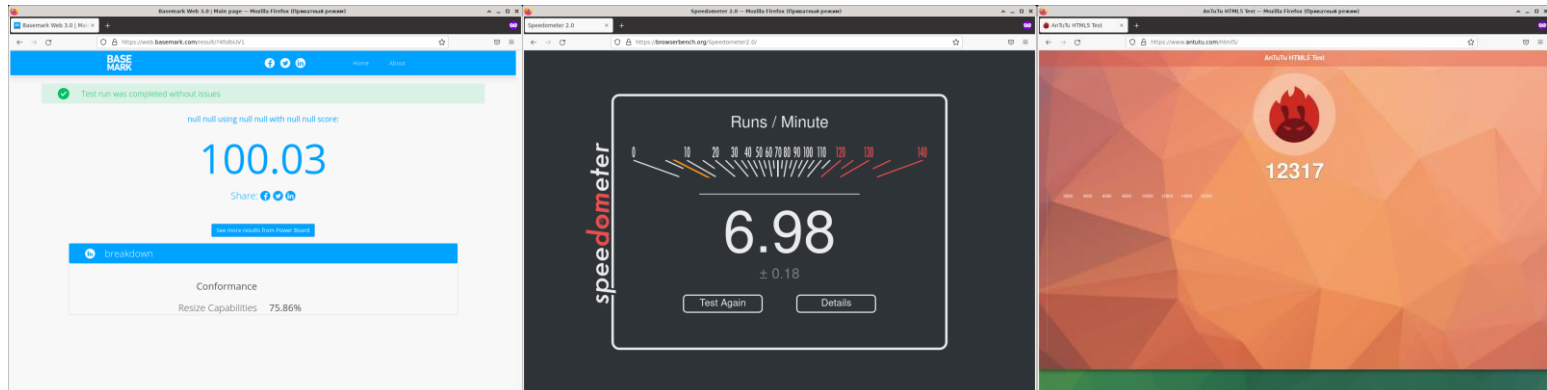 Basemark Web 3.0 | Main page — Mozilla Firefox (Приватный режим)
Basemark Web 3.0 | Mai
https://web.basemark.com/result/?4fsibUV1
BASE
MARK
Home
About
Test run was completed without issues
null null using null null with null null score:
100.03
Share:
See more results from Power Board
breakdown
Conformance
Resize Capabilities 75.86%
Speedometer 2.0 — Mozilla Firefox (Приватный режим)
Speedometer 2.0
https://browserbench.org/Speedometer2.0/
Runs / Minute
0 10 20 30 40 50 60 70 80 90 100 110 120 130 140
speedometer
6.98
± 0.18
Test Again
Details
AnTuTu HTML5 Test — Mozilla Firefox (Приватный режим)
AnTuTu HTML5 Test
https://www.antutu.com/html5/
AnTuTu HTML5 Test
12317